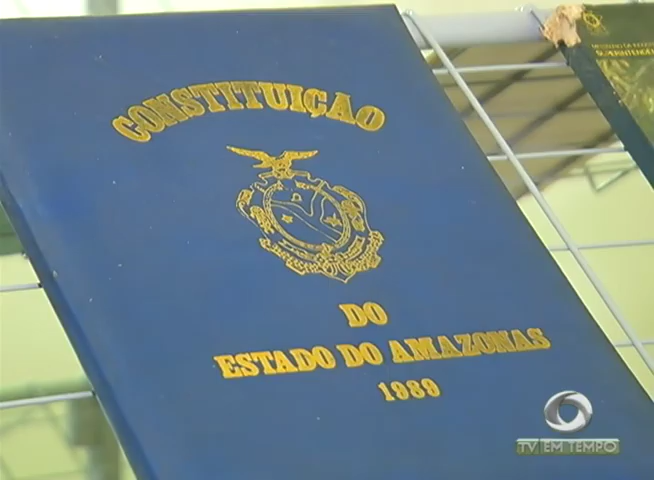 CONSTITUIÇÃO
DO
ESTADO DO AMAZONAS
1989
TV EM TEMPO